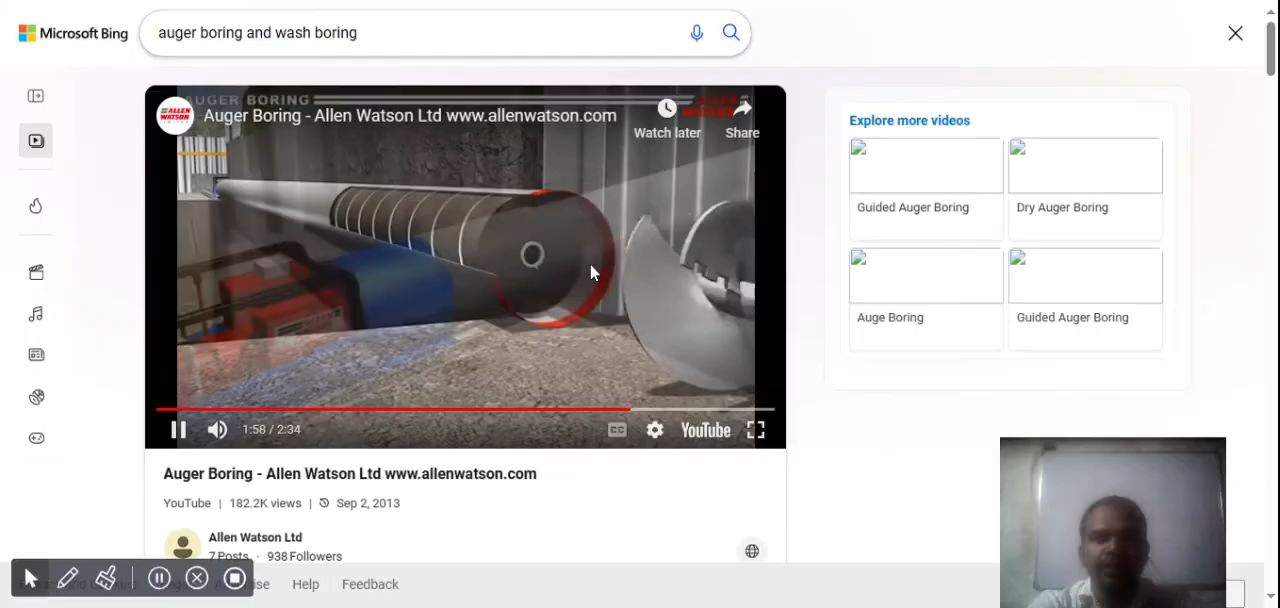 Microsoft Bing
auger boring and wash boring
AUGER BORING
Auger Boring - Allen Watson Ltd www.allenwatson.com
ALLEN
WATSON
Watch later
Share
1:58 / 2:34
CC
YouTube
Auger Boring - Allen Watson Ltd www.allenwatson.com
YouTube | 182.2K views | Sep 2, 2013
Allen Watson Ltd
7 Posts · 938 Followers
Help
Feedback
Explore more videos
Guided Auger Boring
Dry Auger Boring
Auge Boring
Guided Auger Boring